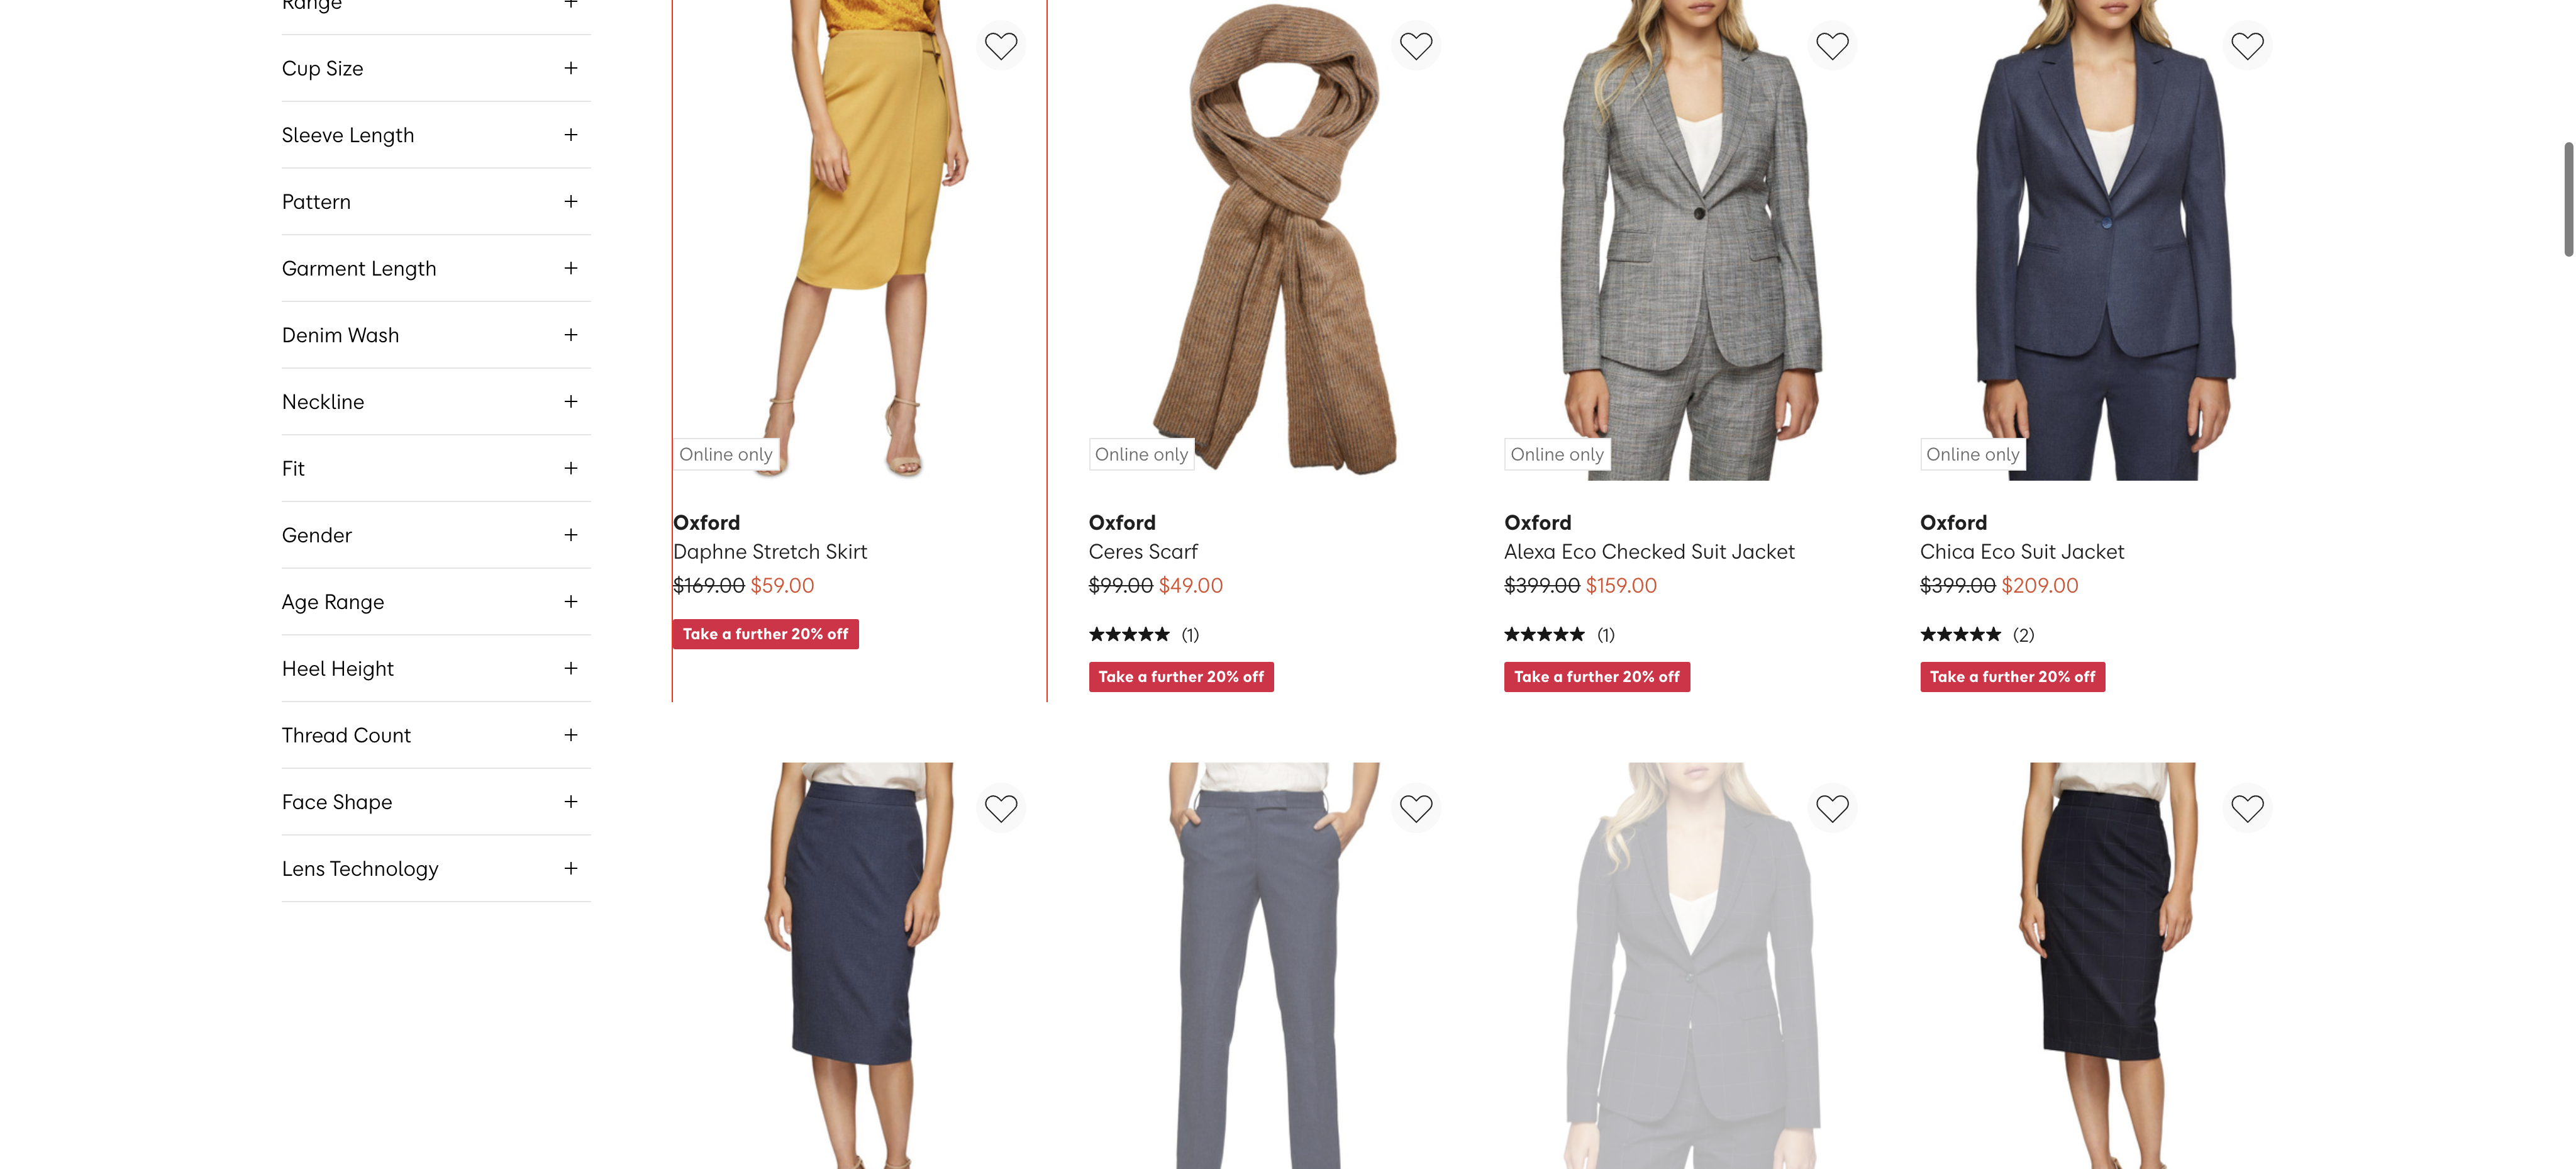 Range
Cup Size
Sleeve Length
Pattern
Garment Length
Denim Wash
Neckline
Fit
Gender
Age Range
Heel Height
Thread Count
Face Shape
Lens Technology
Online only
Oxford
Daphne Stretch Skirt
$169.00 $59.00
Take a further 20% off
Online only
Oxford
Ceres Scarf
$99.00 $49.00
(1)
Take a further 20% off
Online only
Oxford
Alexa Eco Checked Suit Jacket
$399.00 $159.00
(1)
Take a further 20% off
Online only
Oxford
Chica Eco Suit Jacket
$399.00 $209.00
(2)
Take a further 20% off